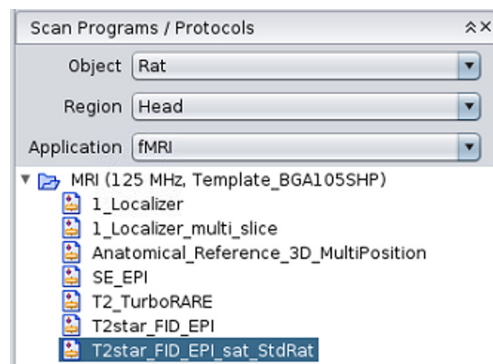 Scan Programs / Protocols
Object Rat
Region Head
Application fMRI
MRI (125 MHz, Template_BGA105SHP)
1_Localizer
1_Localizer_multi_slice
Anatomical_Reference_3D_MultiPosition
SE_EPI
T2_TurboRARE
T2star_FID_EPI
T2star_FID_EPI_sat_StdRat